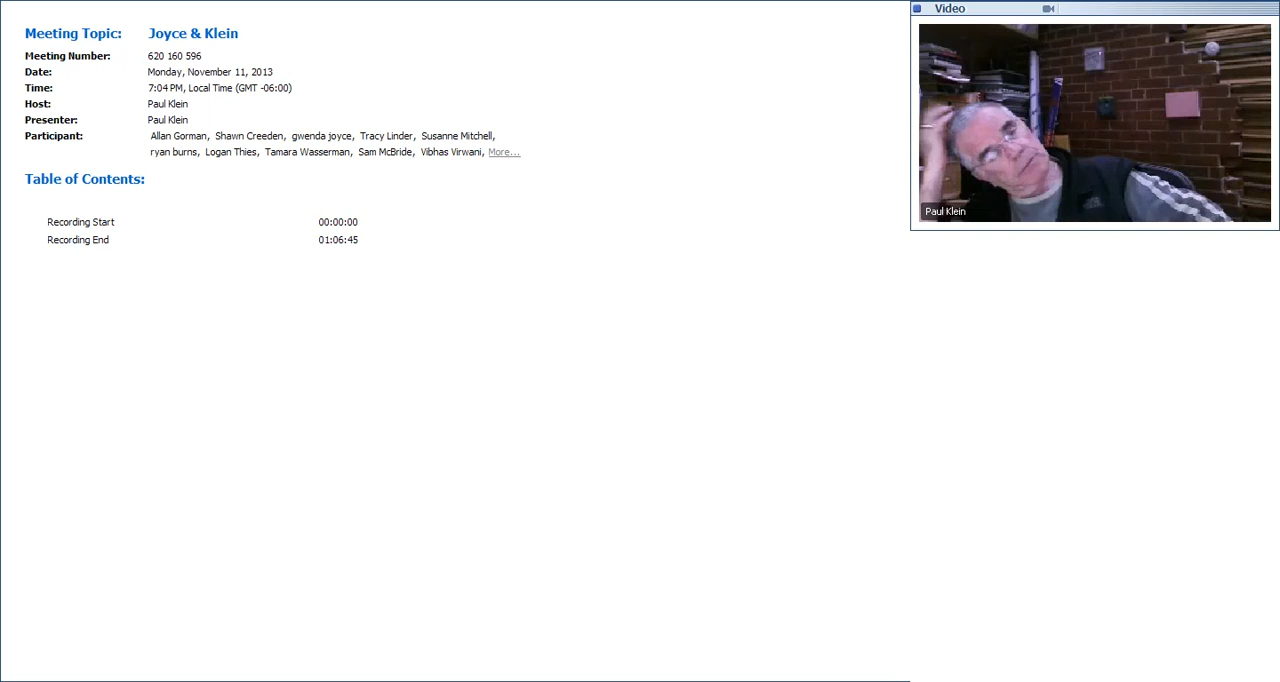 Meeting Topic: Joyce & Klein
Meeting Number: 620 160 596
Date: Monday, November 11, 2013
Time: 7:04 PM, Local Time (GMT -06:00)
Host: Paul Klein
Presenter: Paul Klein
Participant: Allan Gorman, Shawn Creeden, gwenda joyce, Tracy Linder, Susanne Mitchell,
ryan burns, Logan Thies, Tamara Wasserman, Sam McBride, Vibhas Virwani, More...
Table of Contents:
Recording Start 00:00:00
Recording End 01:06:45
Video
Paul Klein